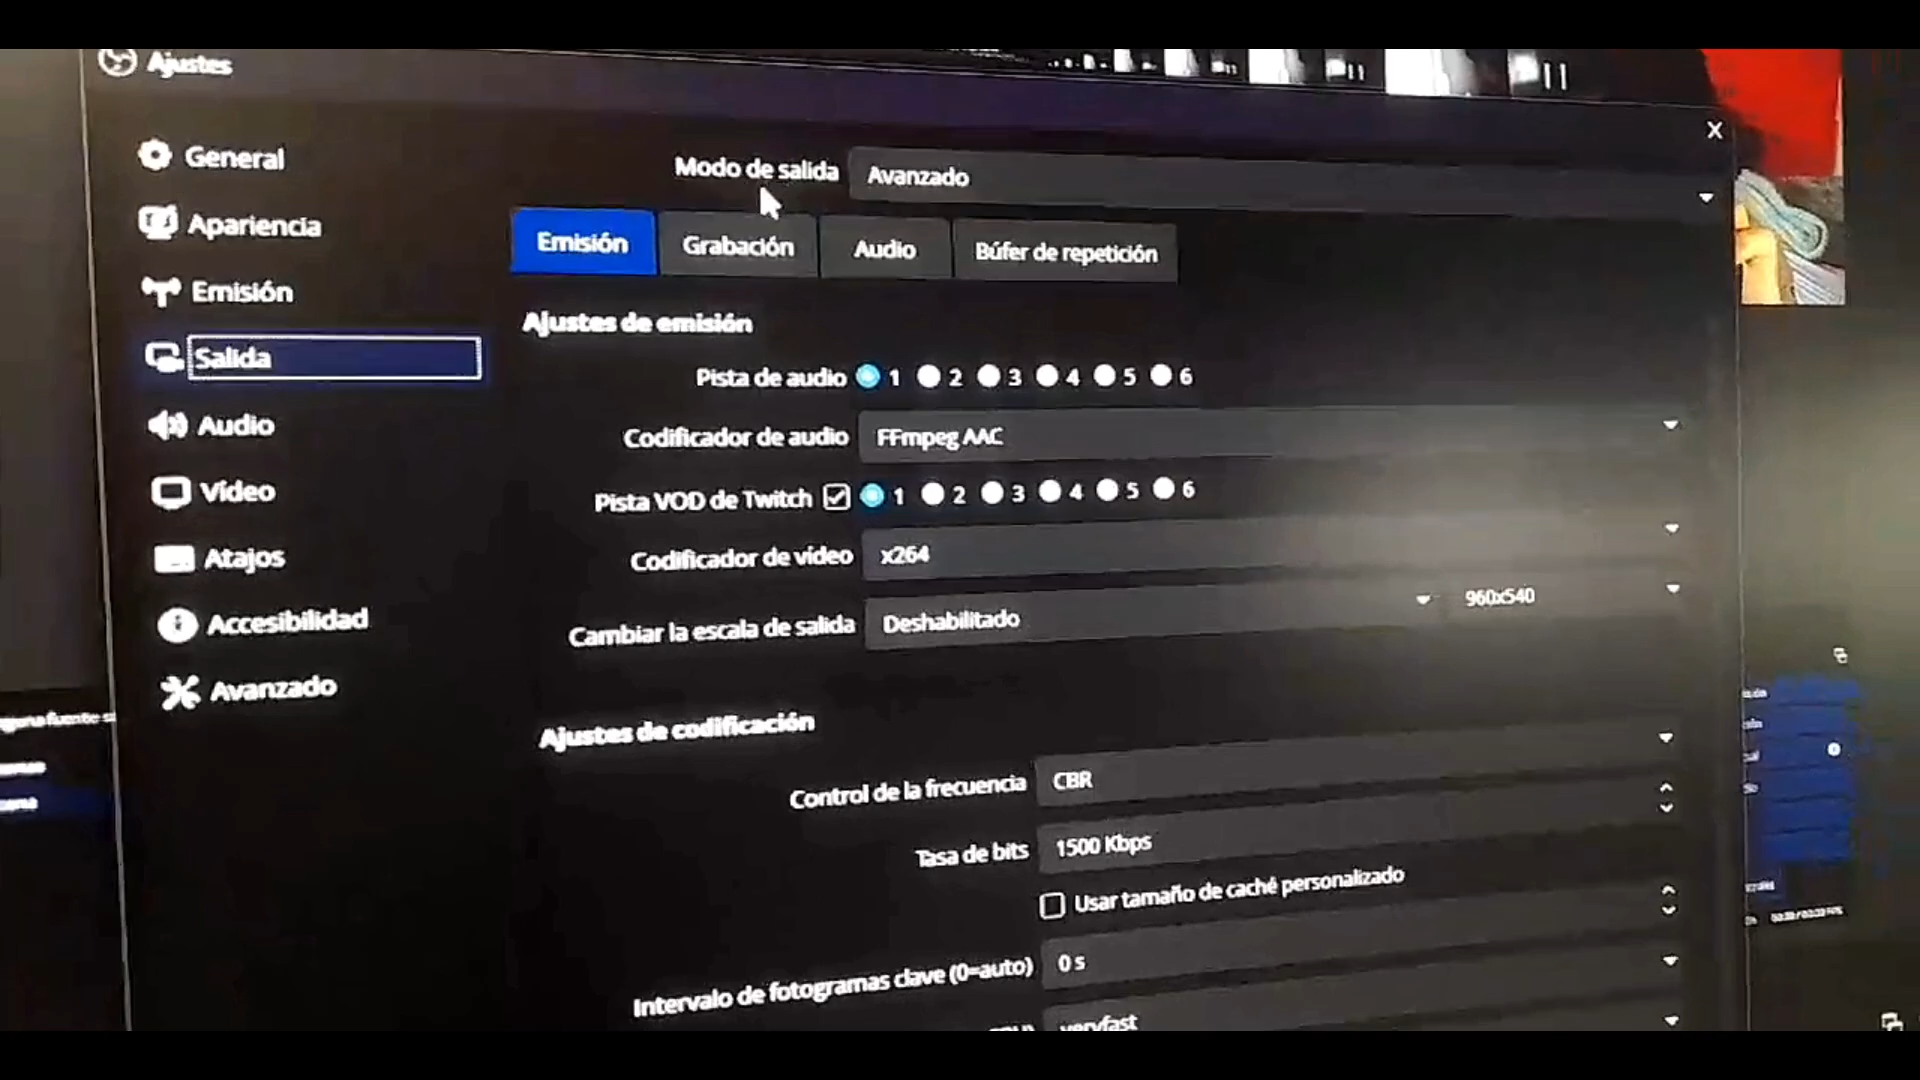 Ajustes
General
Apariencia
Emisión
Salida
Audio
Vídeo
Atajos
Accesibilidad
Avanzado
Modo de salida Avanzado
Emisión Grabación Audio Búfer de repetición
Ajustes de emisión
Pista de audio 1 2 3 4 5 6
Codificador de audio FFmpeg AAC
Pista VOD de Twitch 1 2 3 4 5 6
Codificador de vídeo x264
Cambiar la escala de salida Deshabilitado 960x540
Ajustes de codificación
Control de la frecuencia CBR
Tasa de bits 1500 Kbps
Usar tamaño de caché personalizado
Intervalo de fotogramas clave (0=auto) 0 s
veryfast